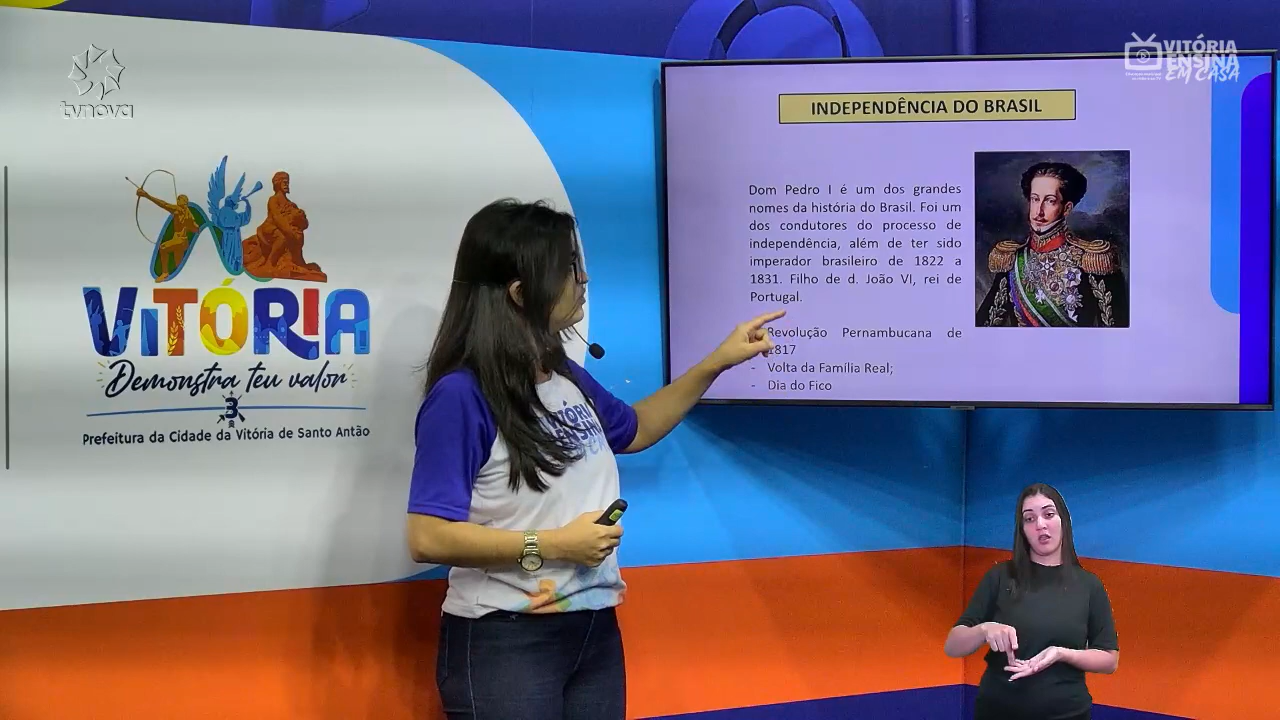 tvnova
VITÓRIA
Demonstra teu valor
3
Prefeitura da Cidade da Vitória de Santo Antão
VITÓRIA
ENSINA
EM CASA
INDEPENDÊNCIA DO BRASIL
Dom Pedro I é um dos grandes
nomes da história do Brasil. Foi um
dos condutores do processo de
independência, além de ter sido
imperador brasileiro de 1822 a
1831. Filho de d. João VI, rei de
Portugal.
Revolução Pernambucana de
1817
- Volta da Família Real;
- Dia do Fico
VITÓRIA
ENSINA